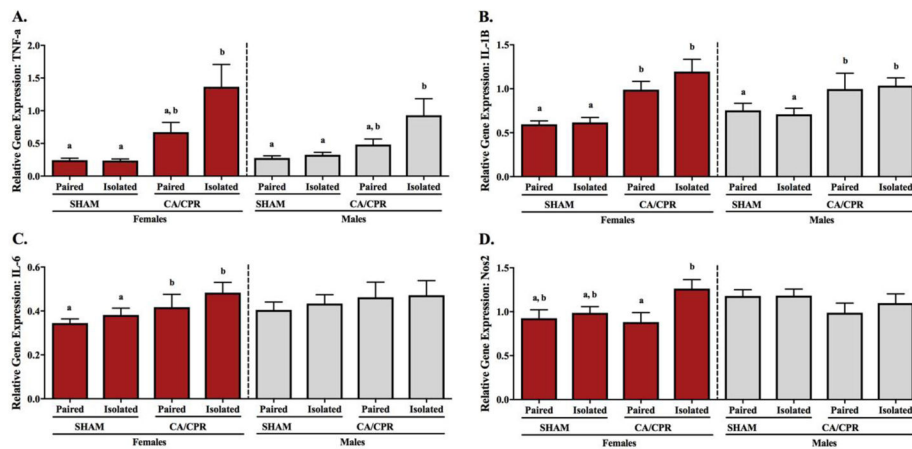 A.
Relative Gene Expression: TNF-a
2.0
1.5
1.0
0.5
0.0
a
a
a, b
b
a
a
a, b
b
Paired Isolated Paired Isolated Paired Isolated Paired Isolated
SHAM CA/CPR SHAM CA/CPR
Females Males
B.
Relative Gene Expression: IL-1B
1.5
1.0
0.5
0.0
a
a
b
b
a
a
b
b
Paired Isolated Paired Isolated Paired Isolated Paired Isolated
SHAM CA/CPR SHAM CA/CPR
Females Males
C.
Relative Gene Expression: IL-6
0.6
0.4
0.2
0.0
a
a
b
b
Paired Isolated Paired Isolated Paired Isolated Paired Isolated
SHAM CA/CPR SHAM CA/CPR
Females Males
D.
Relative Gene Expression: Nos2
1.5
1.0
0.5
0.0
a, b
a, b
a
b
Paired Isolated Paired Isolated Paired Isolated Paired Isolated
SHAM CA/CPR SHAM CA/CPR
Females Males